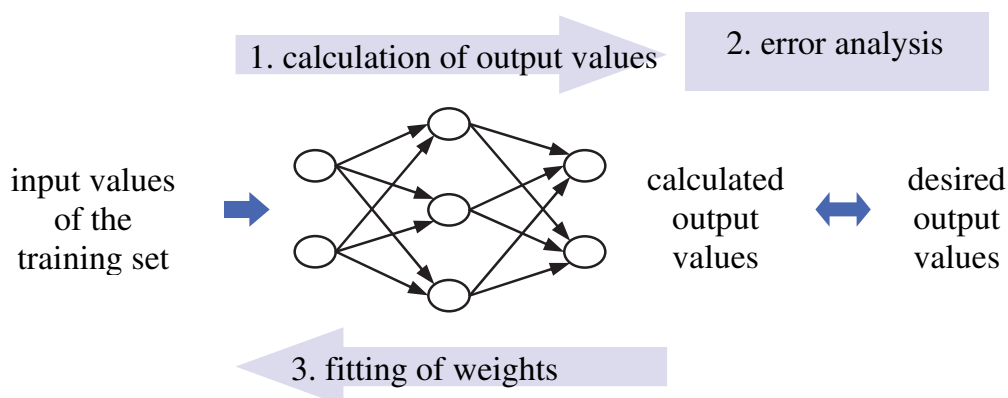 1. calculation of output values
2. error analysis
input values
of the
training set
calculated
output
values
desired
output
values
3. fitting of weights